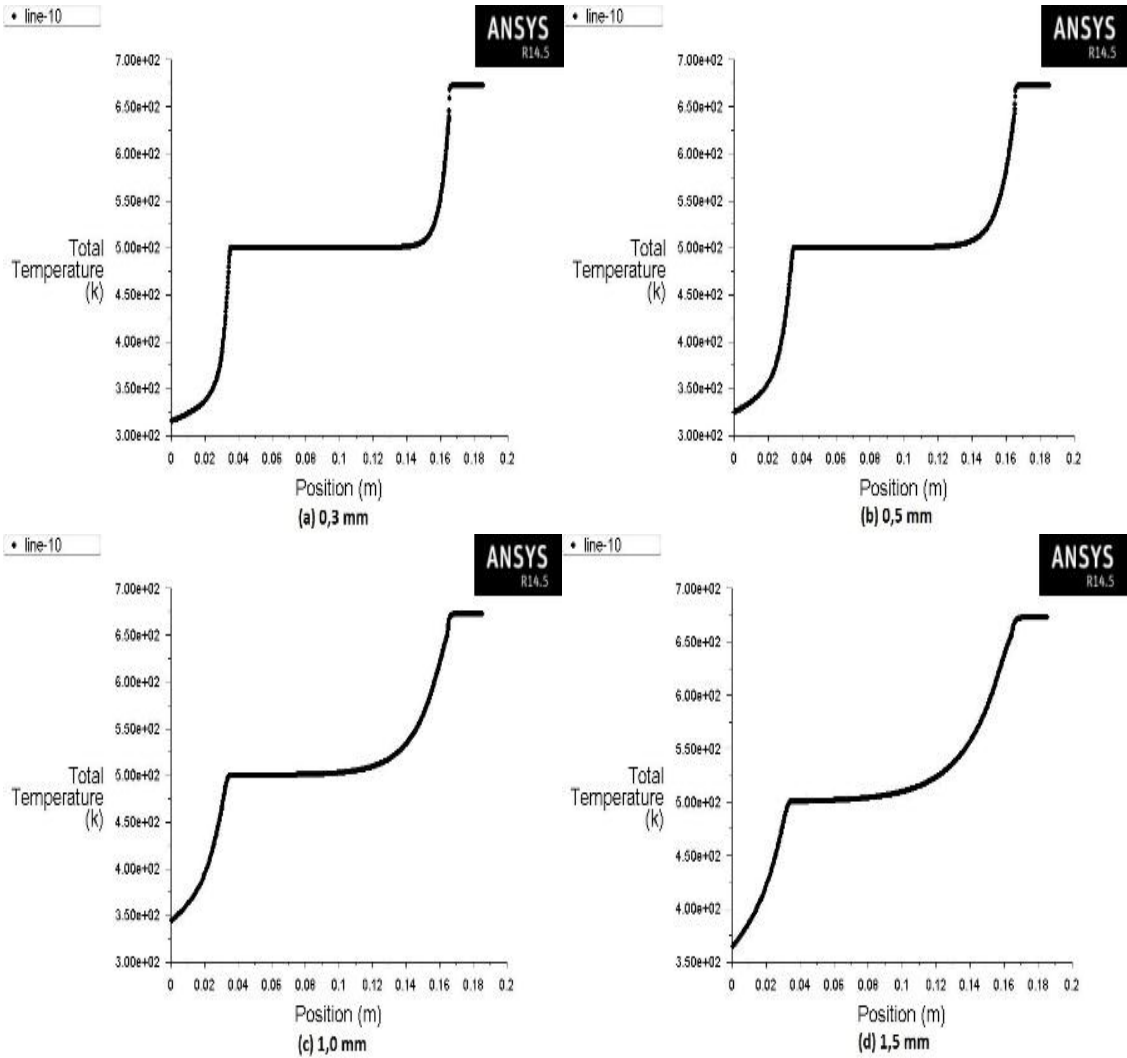 line-10
ANSYS
R14.5
7.00e+02
6.50e+02
6.00e+02
5.50e+02
5.00e+02
4.50e+02
4.00e+02
3.50e+02
3.00e+02
Total
Temperature
(k)
0 0.02 0.04 0.06 0.08 0.1 0.12 0.14 0.16 0.18 0.2
Position (m)
(a) 0,3 mm
line-10
ANSYS
R14.5
7.00e+02
6.50e+02
6.00e+02
5.50e+02
5.00e+02
4.50e+02
4.00e+02
3.50e+02
3.00e+02
Total
Temperature
(k)
0 0.02 0.04 0.06 0.08 0.1 0.12 0.14 0.16 0.18 0.2
Position (m)
(b) 0,5 mm
line-10
ANSYS
R14.5
7.00e+02
6.50e+02
6.00e+02
5.50e+02
5.00e+02
4.50e+02
4.00e+02
3.50e+02
3.00e+02
Total
Temperature
(k)
0 0.02 0.04 0.06 0.08 0.1 0.12 0.14 0.16 0.18 0.2
Position (m)
(c) 1,0 mm
line-10
ANSYS
R14.5
7.00e+02
6.50e+02
6.00e+02
5.50e+02
5.00e+02
4.50e+02
4.00e+02
3.50e+02
Total
Temperature
(k)
0 0.02 0.04 0.06 0.08 0.1 0.12 0.14 0.16 0.18 0.2
Position (m)
(d) 1,5 mm